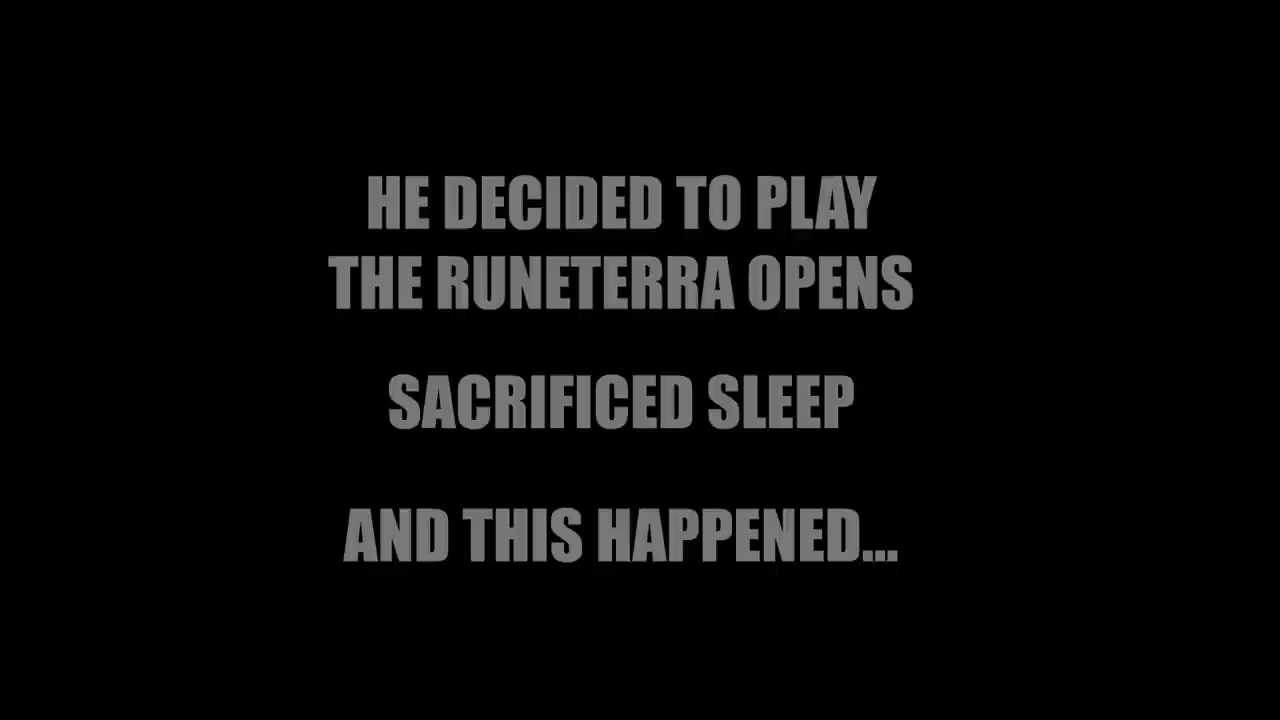 HE DECIDED TO PLAY
THE RUNETERRA OPENS
SACRIFICED SLEEP
AND THIS HAPPENED...